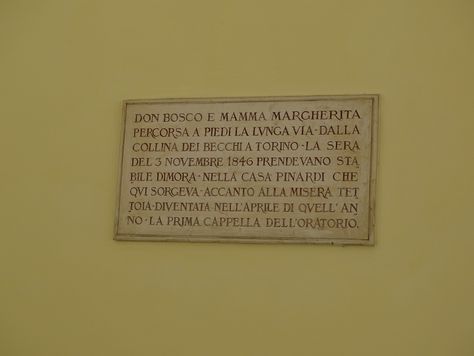 DON BOSCO E MAMMA MARGHERITA
PERCORSA A PIEDI LA LVNGA VIA·DALLA
COLLINA DEI BECCHI A TORINO·LA SERA
DEL 3 NOVEMBRE 1846 PRENDEVANO STA
BILE DIMORA·NELLA CASA PINARDI CHE
QVI SORGEVA·ACCANTO ALLA MISERA TET
TOIA·DIVENTATA NELL'APRILE DI QVELL'AN
NO·LA PRIMA CAPPELLA DELL'ORATORIO.